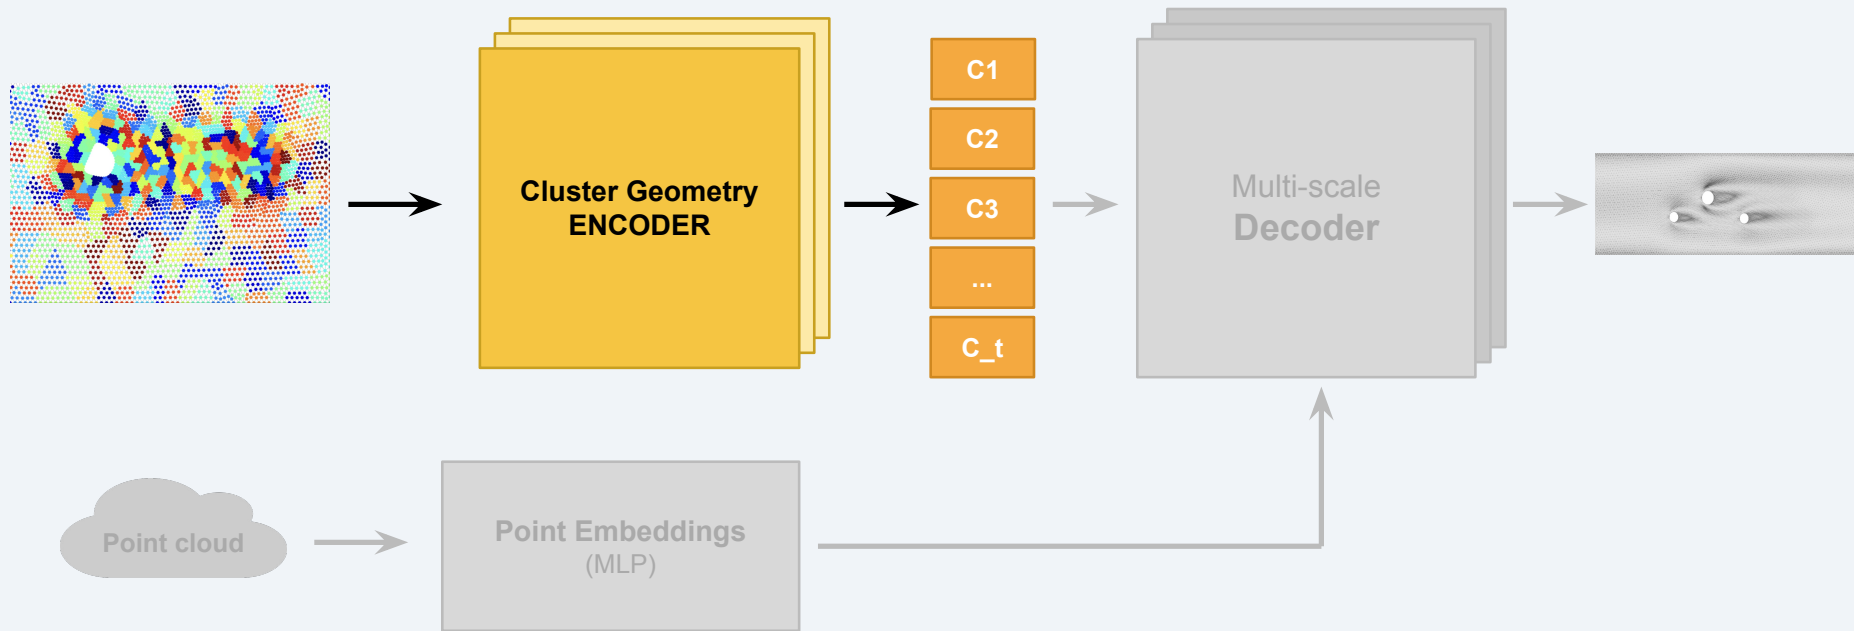 Cluster Geometry
ENCODER
C1
C2
C3
...
C_t
Multi-scale
Decoder
Point cloud
Point Embeddings
(MLP)